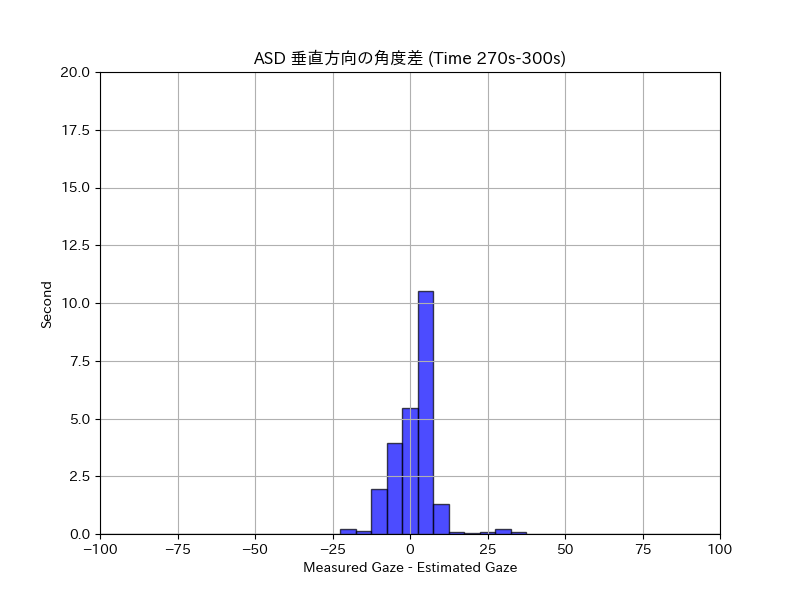 ASD 垂直方向の角度差 (Time 270s-300s)
20.0
17.5
15.0
12.5
10.0
7.5
5.0
2.5
0.0
Second
−100 −75 −50 −25 0 25 50 75 100
Measured Gaze - Estimated Gaze